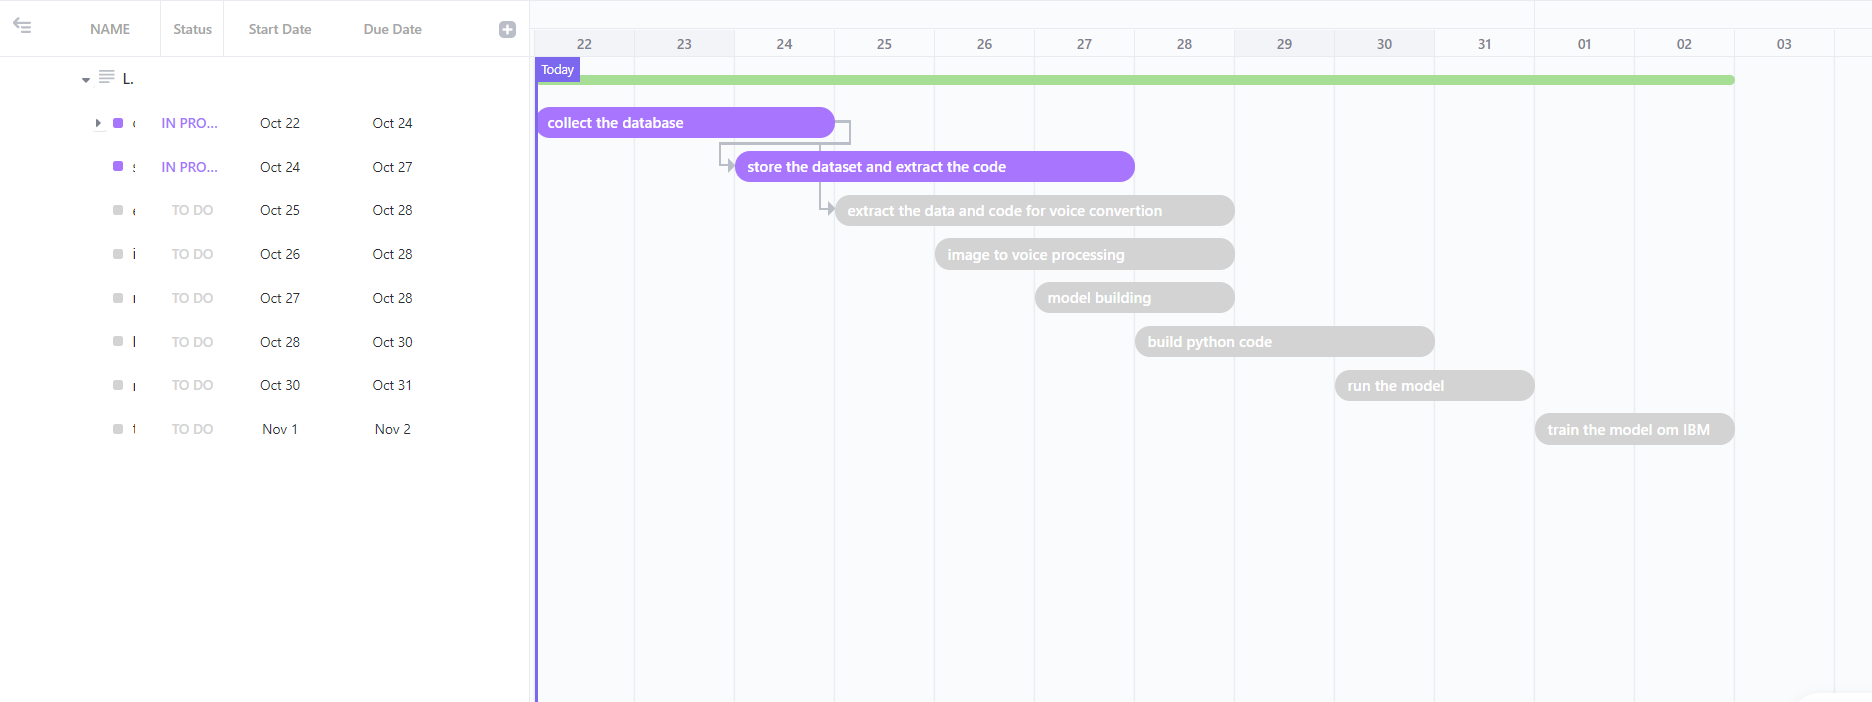 NAME Status Start Date Due Date
22 23 24 25 26 27 28 29 30 31 01 02 03
Today
L.
IN PRO... Oct 22 Oct 24 collect the database
IN PRO... Oct 24 Oct 27 store the dataset and extract the code
TO DO Oct 25 Oct 28 extract the data and code for voice convertion
TO DO Oct 26 Oct 28 image to voice processing
TO DO Oct 27 Oct 28 model building
TO DO Oct 28 Oct 30 build python code
TO DO Oct 30 Oct 31 run the model
TO DO Nov 1 Nov 2 train the model om IBM